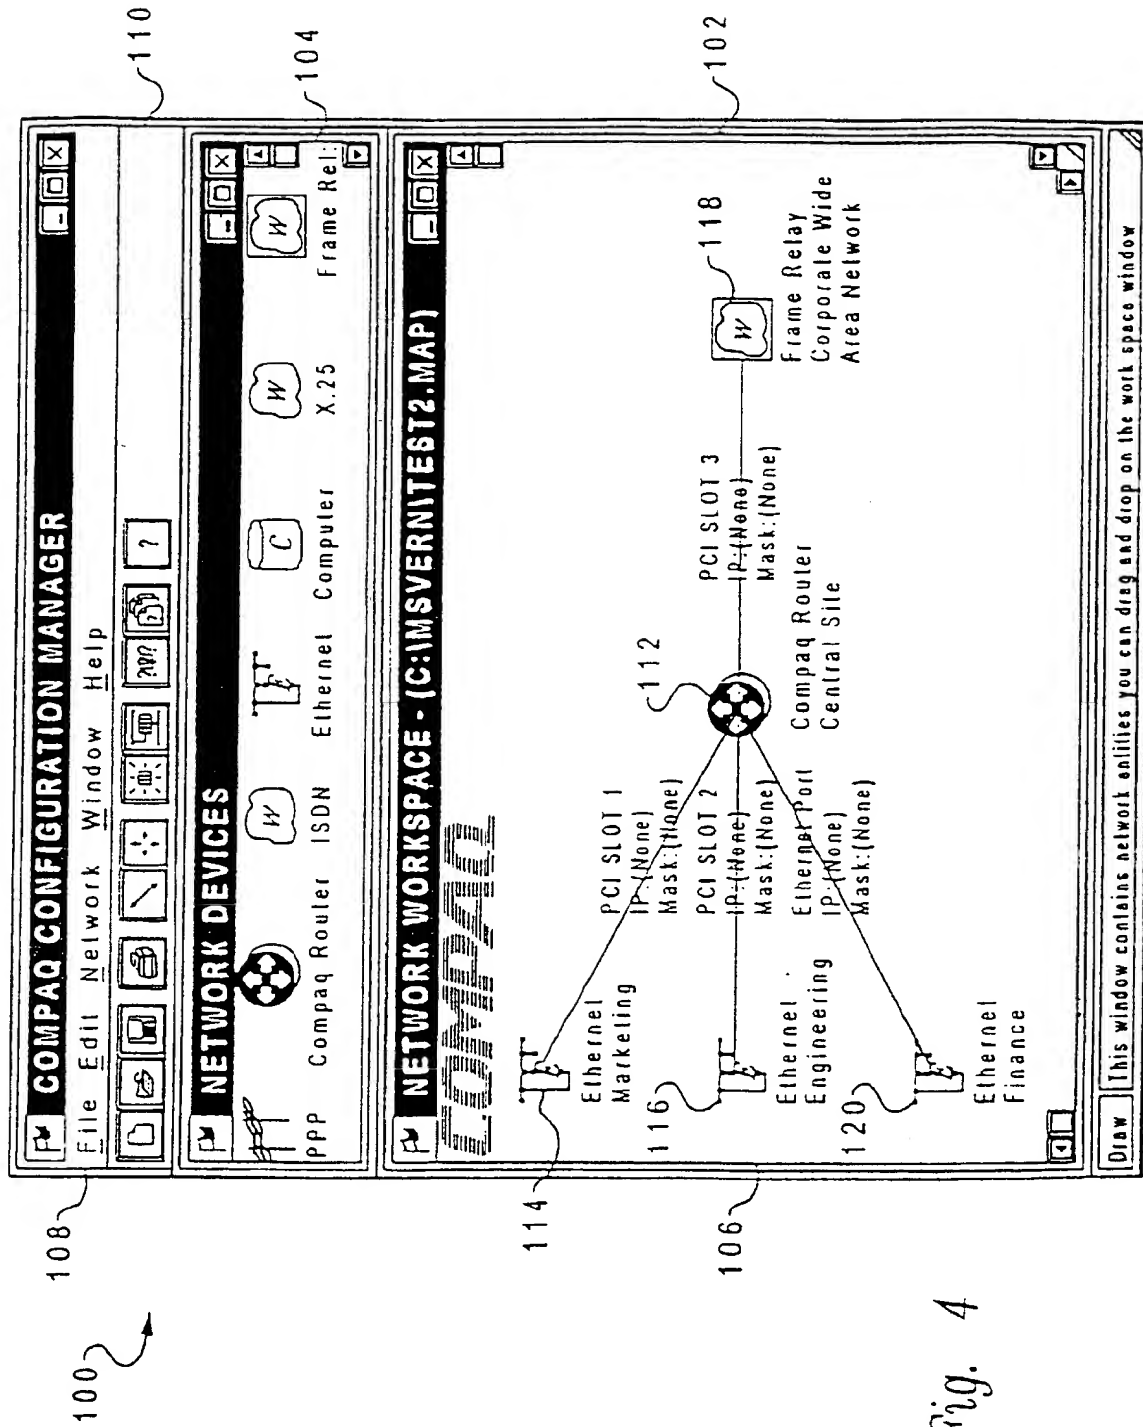 100
108
110
COMPAQ CONFIGURATION MANAGER
File Edit Network Window Help
?
104
NETWORK DEVICES
W
E
C
W
W
PPP
Compaq Router
ISDN
Ethernet
Computer
X.25
Frame Rel:
102
NETWORK WORKSPACE - (C:\MSVERN\TEST2.MAP)
COMPAQ
114
Ethernet
Marketing
PCI SLOT 1
IP:(None)
Mask:(None)
112
116
Ethernet
Engineering
PCI SLOT 2
IP:(None)
Mask:(None)
Compaq Router
Central Site
PCI SLOT 3
IP:(None)
Mask:(None)
118
W
Frame Relay
Corporate Wide
Area Network
106
120
Ethernet
Finance
Ethernet Port
IP:(None)
Mask:(None)
Draw
This window contains network entities you can drag and drop on the work space window
Fig. 4